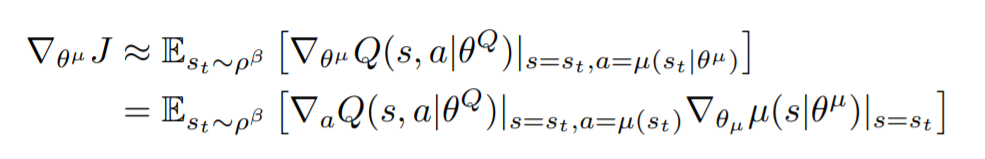 ∇_{θ^μ} J ≈ 𝔼_{s_t∼ρ^β} [∇_{θ^μ} Q(s, a|θ^Q)|_{s=s_t,a=μ(s_t|θ^μ)}]
= 𝔼_{s_t∼ρ^β} [∇_a Q(s, a|θ^Q)|_{s=s_t,a=μ(s_t)} ∇_{θ_μ} μ(s|θ^μ)|_{s=s_t}]